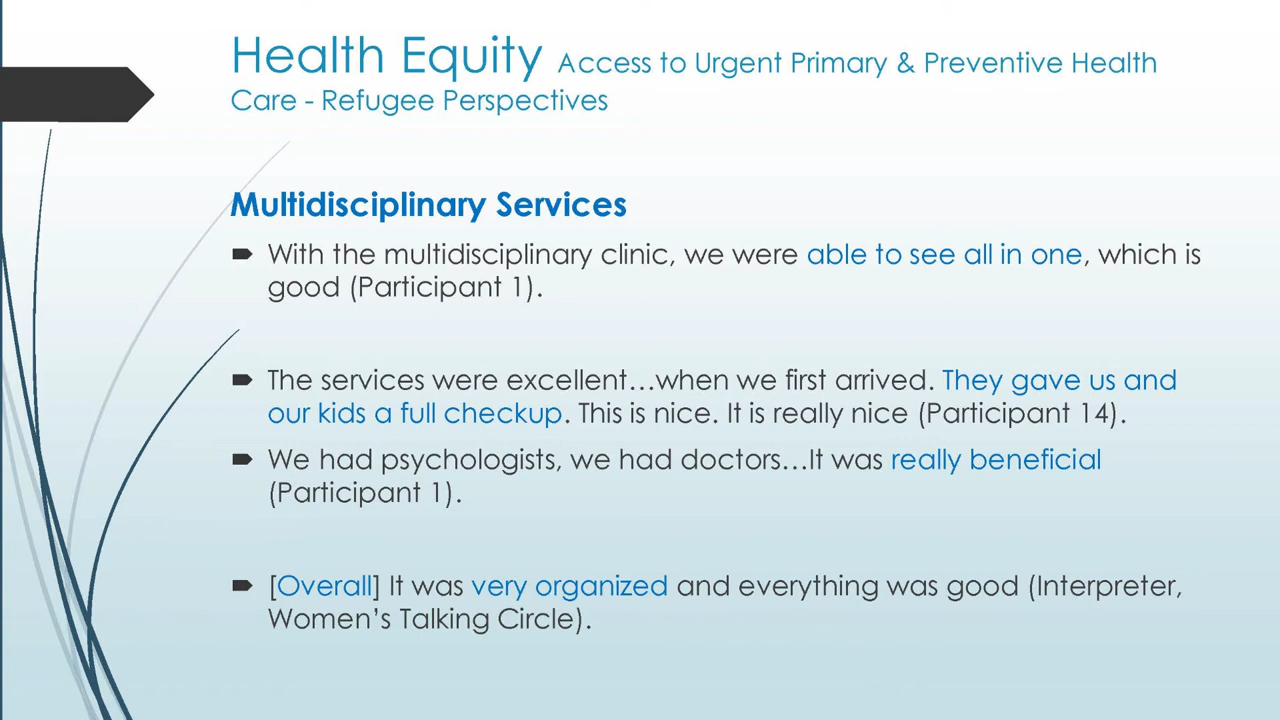 Health Equity Access to Urgent Primary & Preventive Health
Care - Refugee Perspectives
Multidisciplinary Services
With the multidisciplinary clinic, we were able to see all in one, which is
good (Participant 1).
The services were excellent…when we first arrived. They gave us and
our kids a full checkup. This is nice. It is really nice (Participant 14).
We had psychologists, we had doctors…It was really beneficial
(Participant 1).
[Overall] It was very organized and everything was good (Interpreter,
Women’s Talking Circle).